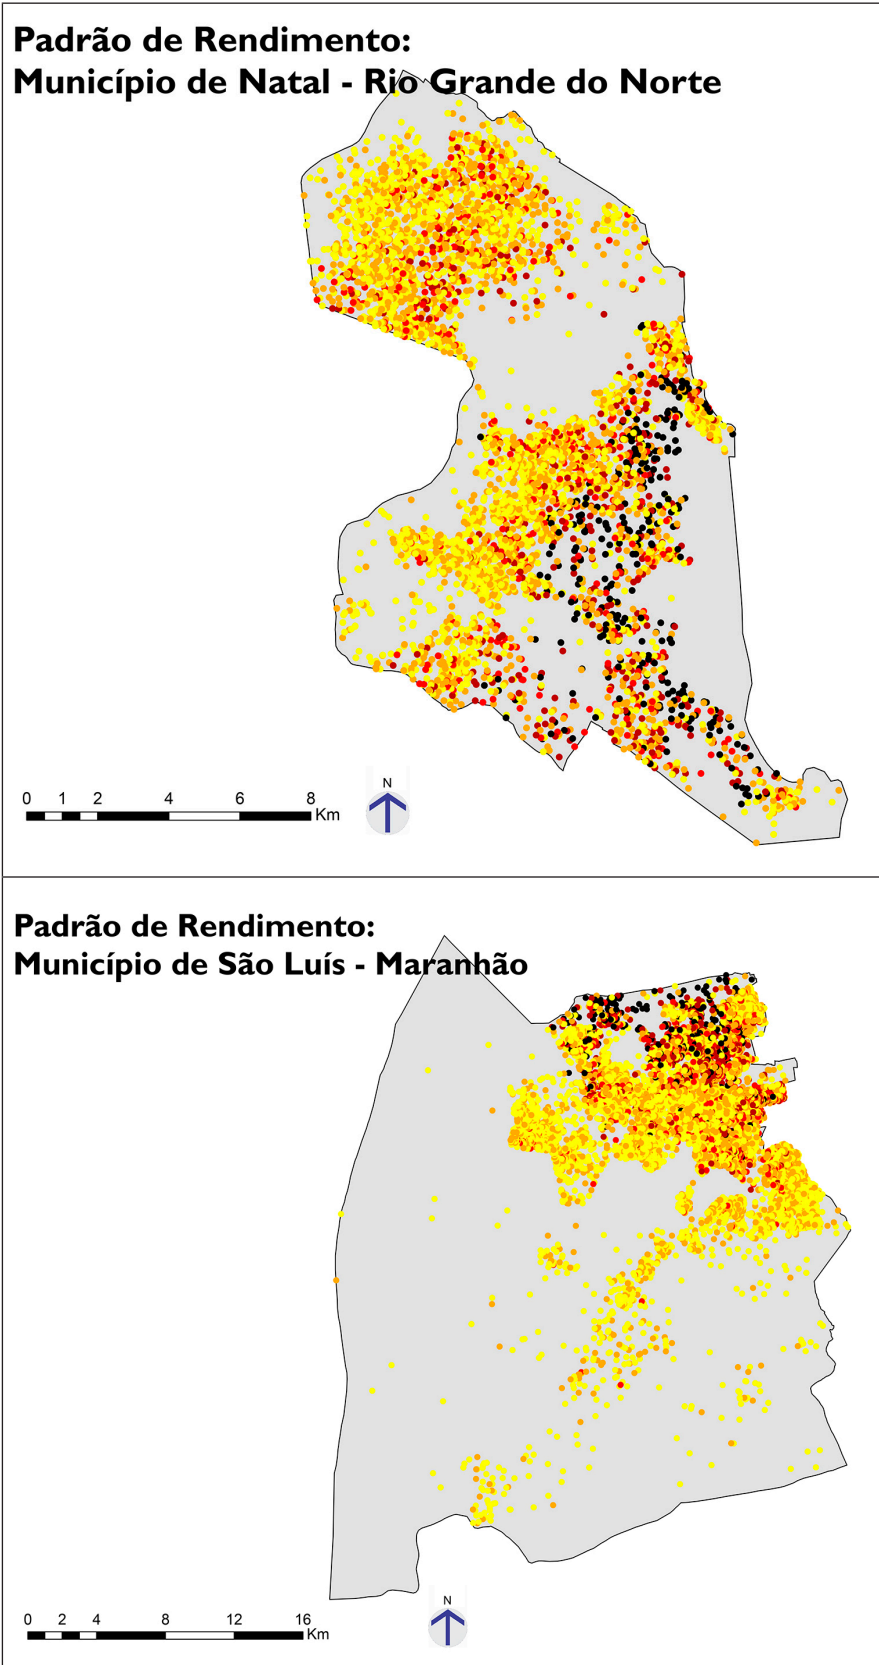 Padrão de Rendimento:
Município de Natal - Rio Grande do Norte
N
0 1 2 4 6 8
Km
Padrão de Rendimento:
Município de São Luís - Maranhão
N
0 2 4 8 12 16
Km